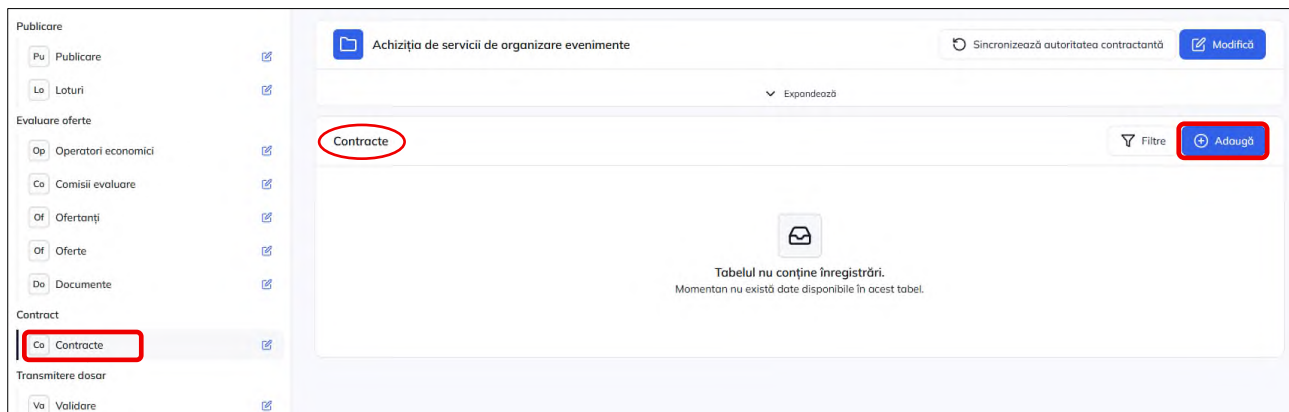 Publicare
Pu Publicare
Lo Loturi
Evaluare oferte
Op Operatori economici
Co Comisii evaluare
Of Ofertanți
Of Oferte
Do Documente
Contract
Co Contracte
Transmitere dosar
Va Validare
Achiziția de servicii de organizare evenimente
Sincronizează autoritatea contractantă
Modifică
Expandează
Contracte
Filtre
Adaugă
Tabelul nu conține înregistrări.
Momentan nu există date disponibile în acest tabel.